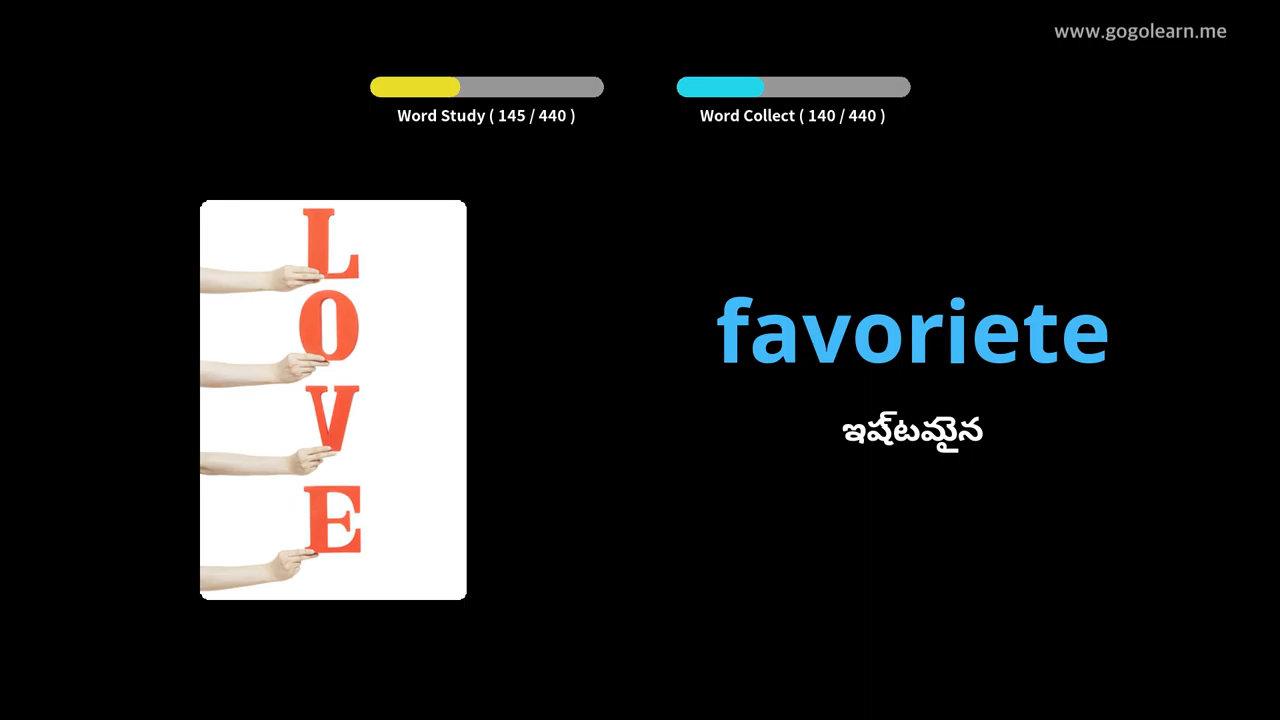 www.gogolearn.me
Word Study ( 145 / 440 )
Word Collect ( 140 / 440 )
L
O
V
E
favoriete
ఇష్టమైన